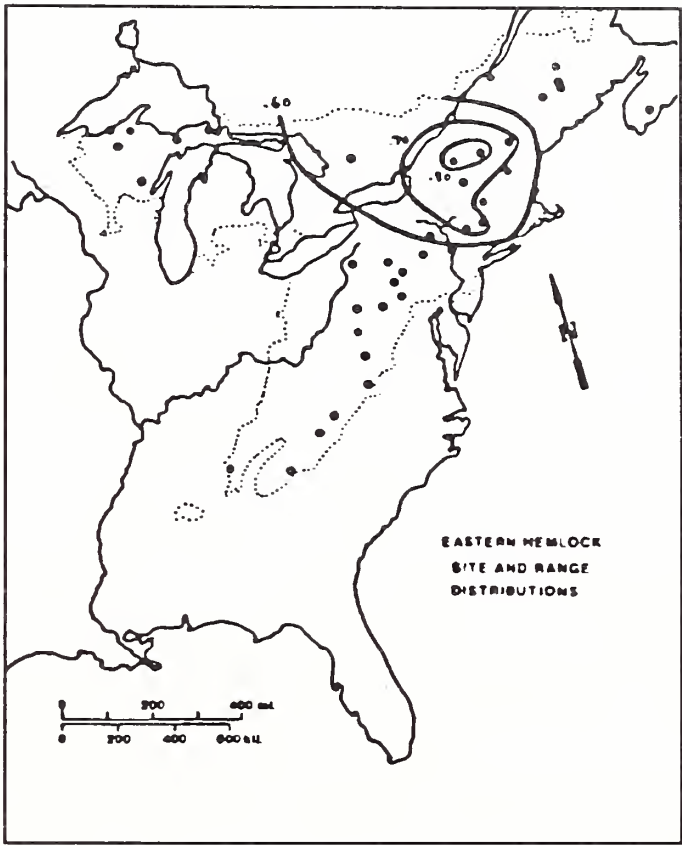 .60
.70
.80
N
EASTERN HEMLOCK
SITE AND RANGE
DISTRIBUTIONS
0 200 400 mi.
0 200 400 600 km.